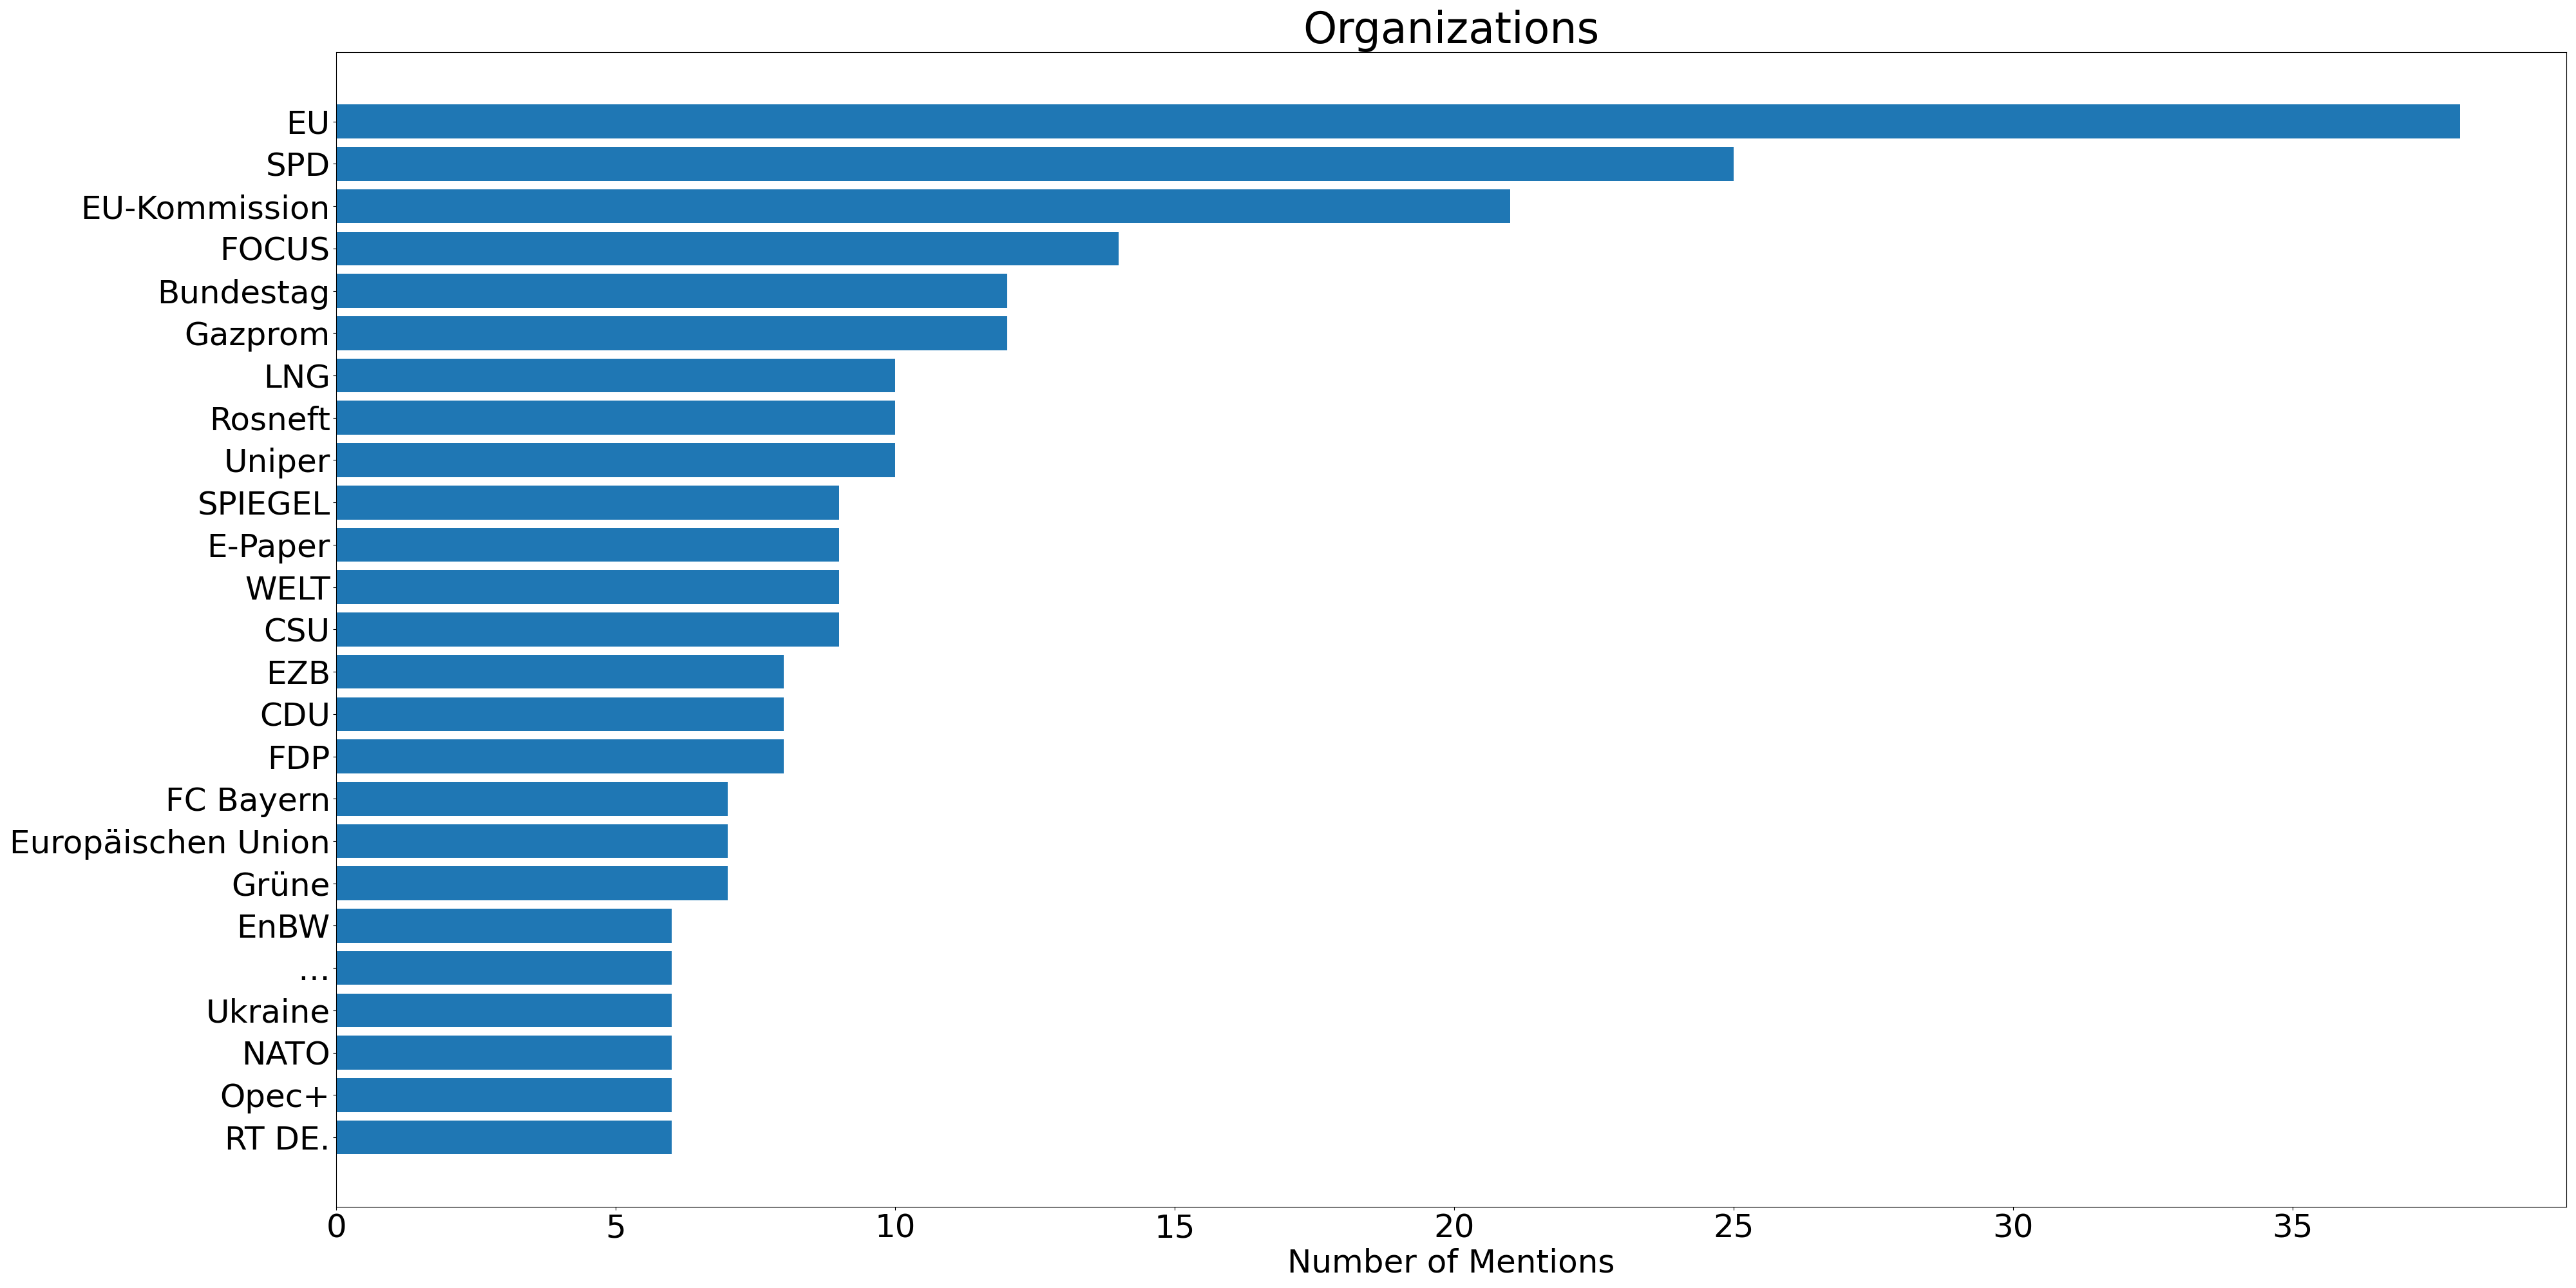 Organizations
EU
SPD
EU-Kommission
FOCUS
Bundestag
Gazprom
LNG
Rosneft
Uniper
SPIEGEL
E-Paper
WELT
CSU
EZB
CDU
FDP
FC Bayern
Europäischen Union
Grüne
EnBW
...
Ukraine
NATO
Opec+
RT DE.
0 5 10 15 20 25 30 35
Number of Mentions